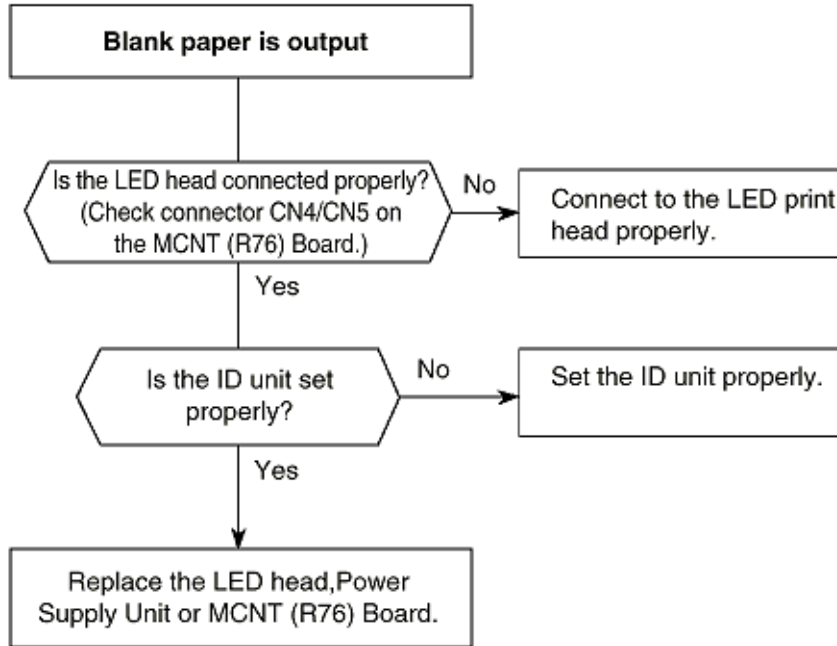 Blank paper is output
Is the LED head connected properly?
(Check connector CN4/CN5 on
the MCNT (R76) Board.)
No
Connect to the LED print
head properly.
Yes
Is the ID unit set
properly?
No
Set the ID unit properly.
Yes
Replace the LED head,Power
Supply Unit or MCNT (R76) Board.